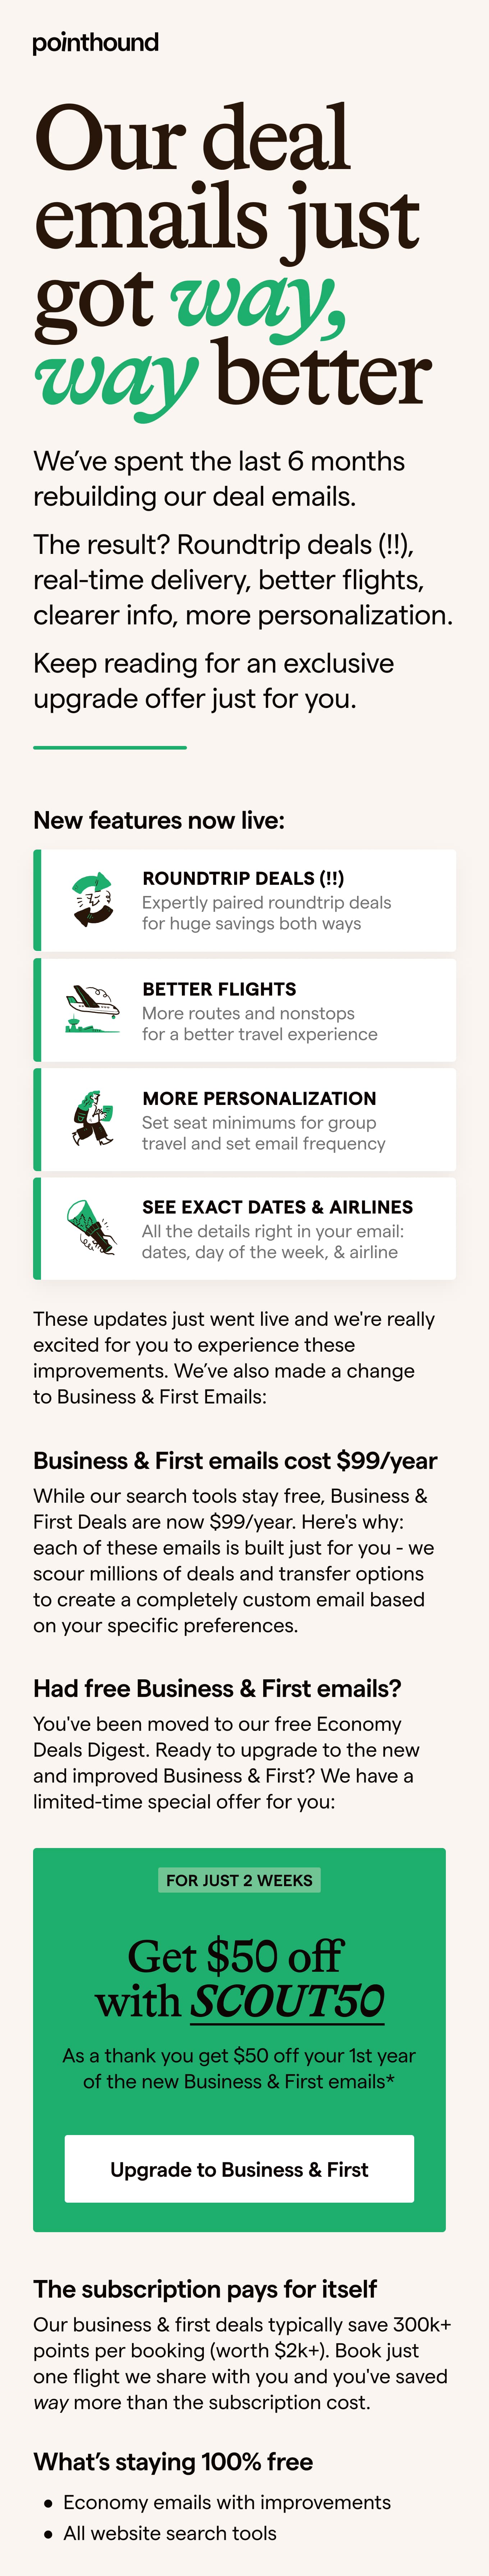 pointhound
Our deal
emails just
got way,
way better
We’ve spent the last 6 months
rebuilding our deal emails.
The result? Roundtrip deals (!!),
real-time delivery, better flights,
clearer info, more personalization.
Keep reading for an exclusive
upgrade offer just for you.
New features now live:
ROUNDTRIP DEALS (!!)
Expertly paired roundtrip deals
for huge savings both ways
BETTER FLIGHTS
More routes and nonstops
for a better travel experience
MORE PERSONALIZATION
Set seat minimums for group
travel and set email frequency
SEE EXACT DATES & AIRLINES
All the details right in your email:
dates, day of the week, & airline
These updates just went live and we're really
excited for you to experience these
improvements. We’ve also made a change
to Business & First Emails:
Business & First emails cost $99/year
While our search tools stay free, Business &
First Deals are now $99/year. Here's why:
each of these emails is built just for you - we
scour millions of deals and transfer options
to create a completely custom email based
on your specific preferences.
Had free Business & First emails?
You've been moved to our free Economy
Deals Digest. Ready to upgrade to the new
and improved Business & First? We have a
limited-time special offer for you:
FOR JUST 2 WEEKS
Get $50 off
with SCOUT50
As a thank you get $50 off your 1st year
of the new Business & First emails*
Upgrade to Business & First
The subscription pays for itself
Our business & first deals typically save 300k+
points per booking (worth $2k+). Book just
one flight we share with you and you've saved
way more than the subscription cost.
What’s staying 100% free
● Economy emails with improvements
● All website search tools